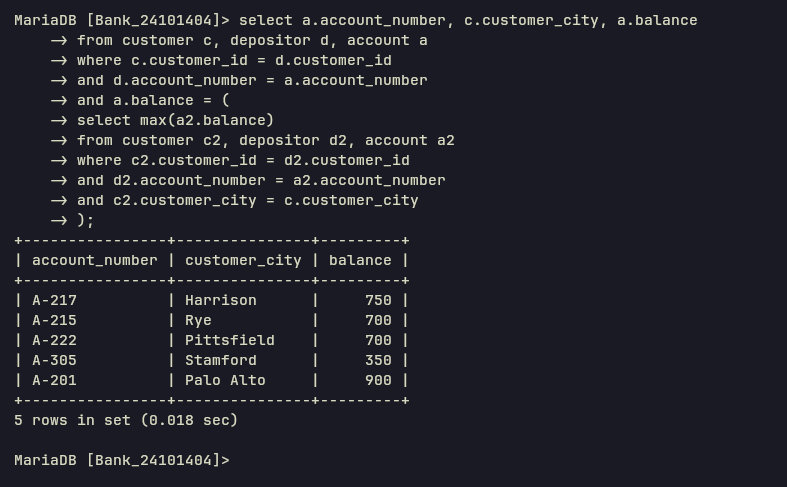 MariaDB [Bank_24101404]> select a.account_number, c.customer_city, a.balance
    -> from customer c, depositor d, account a
    -> where c.customer_id = d.customer_id
    -> and d.account_number = a.account_number
    -> and a.balance = (
    -> select max(a2.balance)
    -> from customer c2, depositor d2, account a2
    -> where c2.customer_id = d2.customer_id
    -> and d2.account_number = a2.account_number
    -> and c2.customer_city = c.customer_city
    -> );
+----------------+---------------+---------+
| account_number | customer_city | balance |
+----------------+---------------+---------+
| A-217          | Harrison      |     750 |
| A-215          | Rye           |     700 |
| A-222          | Pittsfield    |     700 |
| A-305          | Stamford      |     350 |
| A-201          | Palo Alto     |     900 |
+----------------+---------------+---------+
5 rows in set (0.018 sec)

MariaDB [Bank_24101404]>